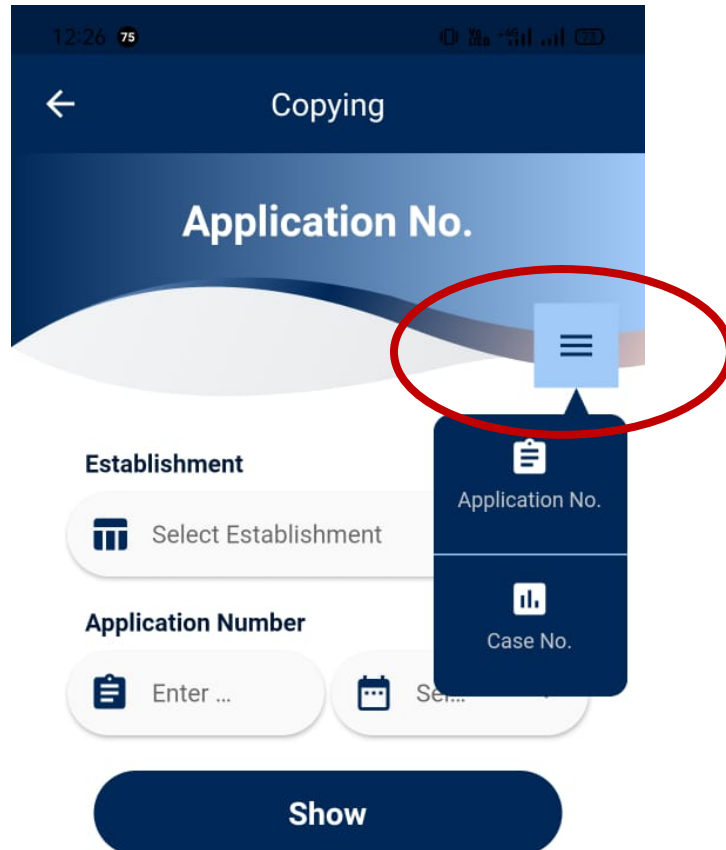 12:26 75
Copying
Application No.
Establishment
Select Establishment
Application No.
Application Number
Case No.
Enter ...
Show